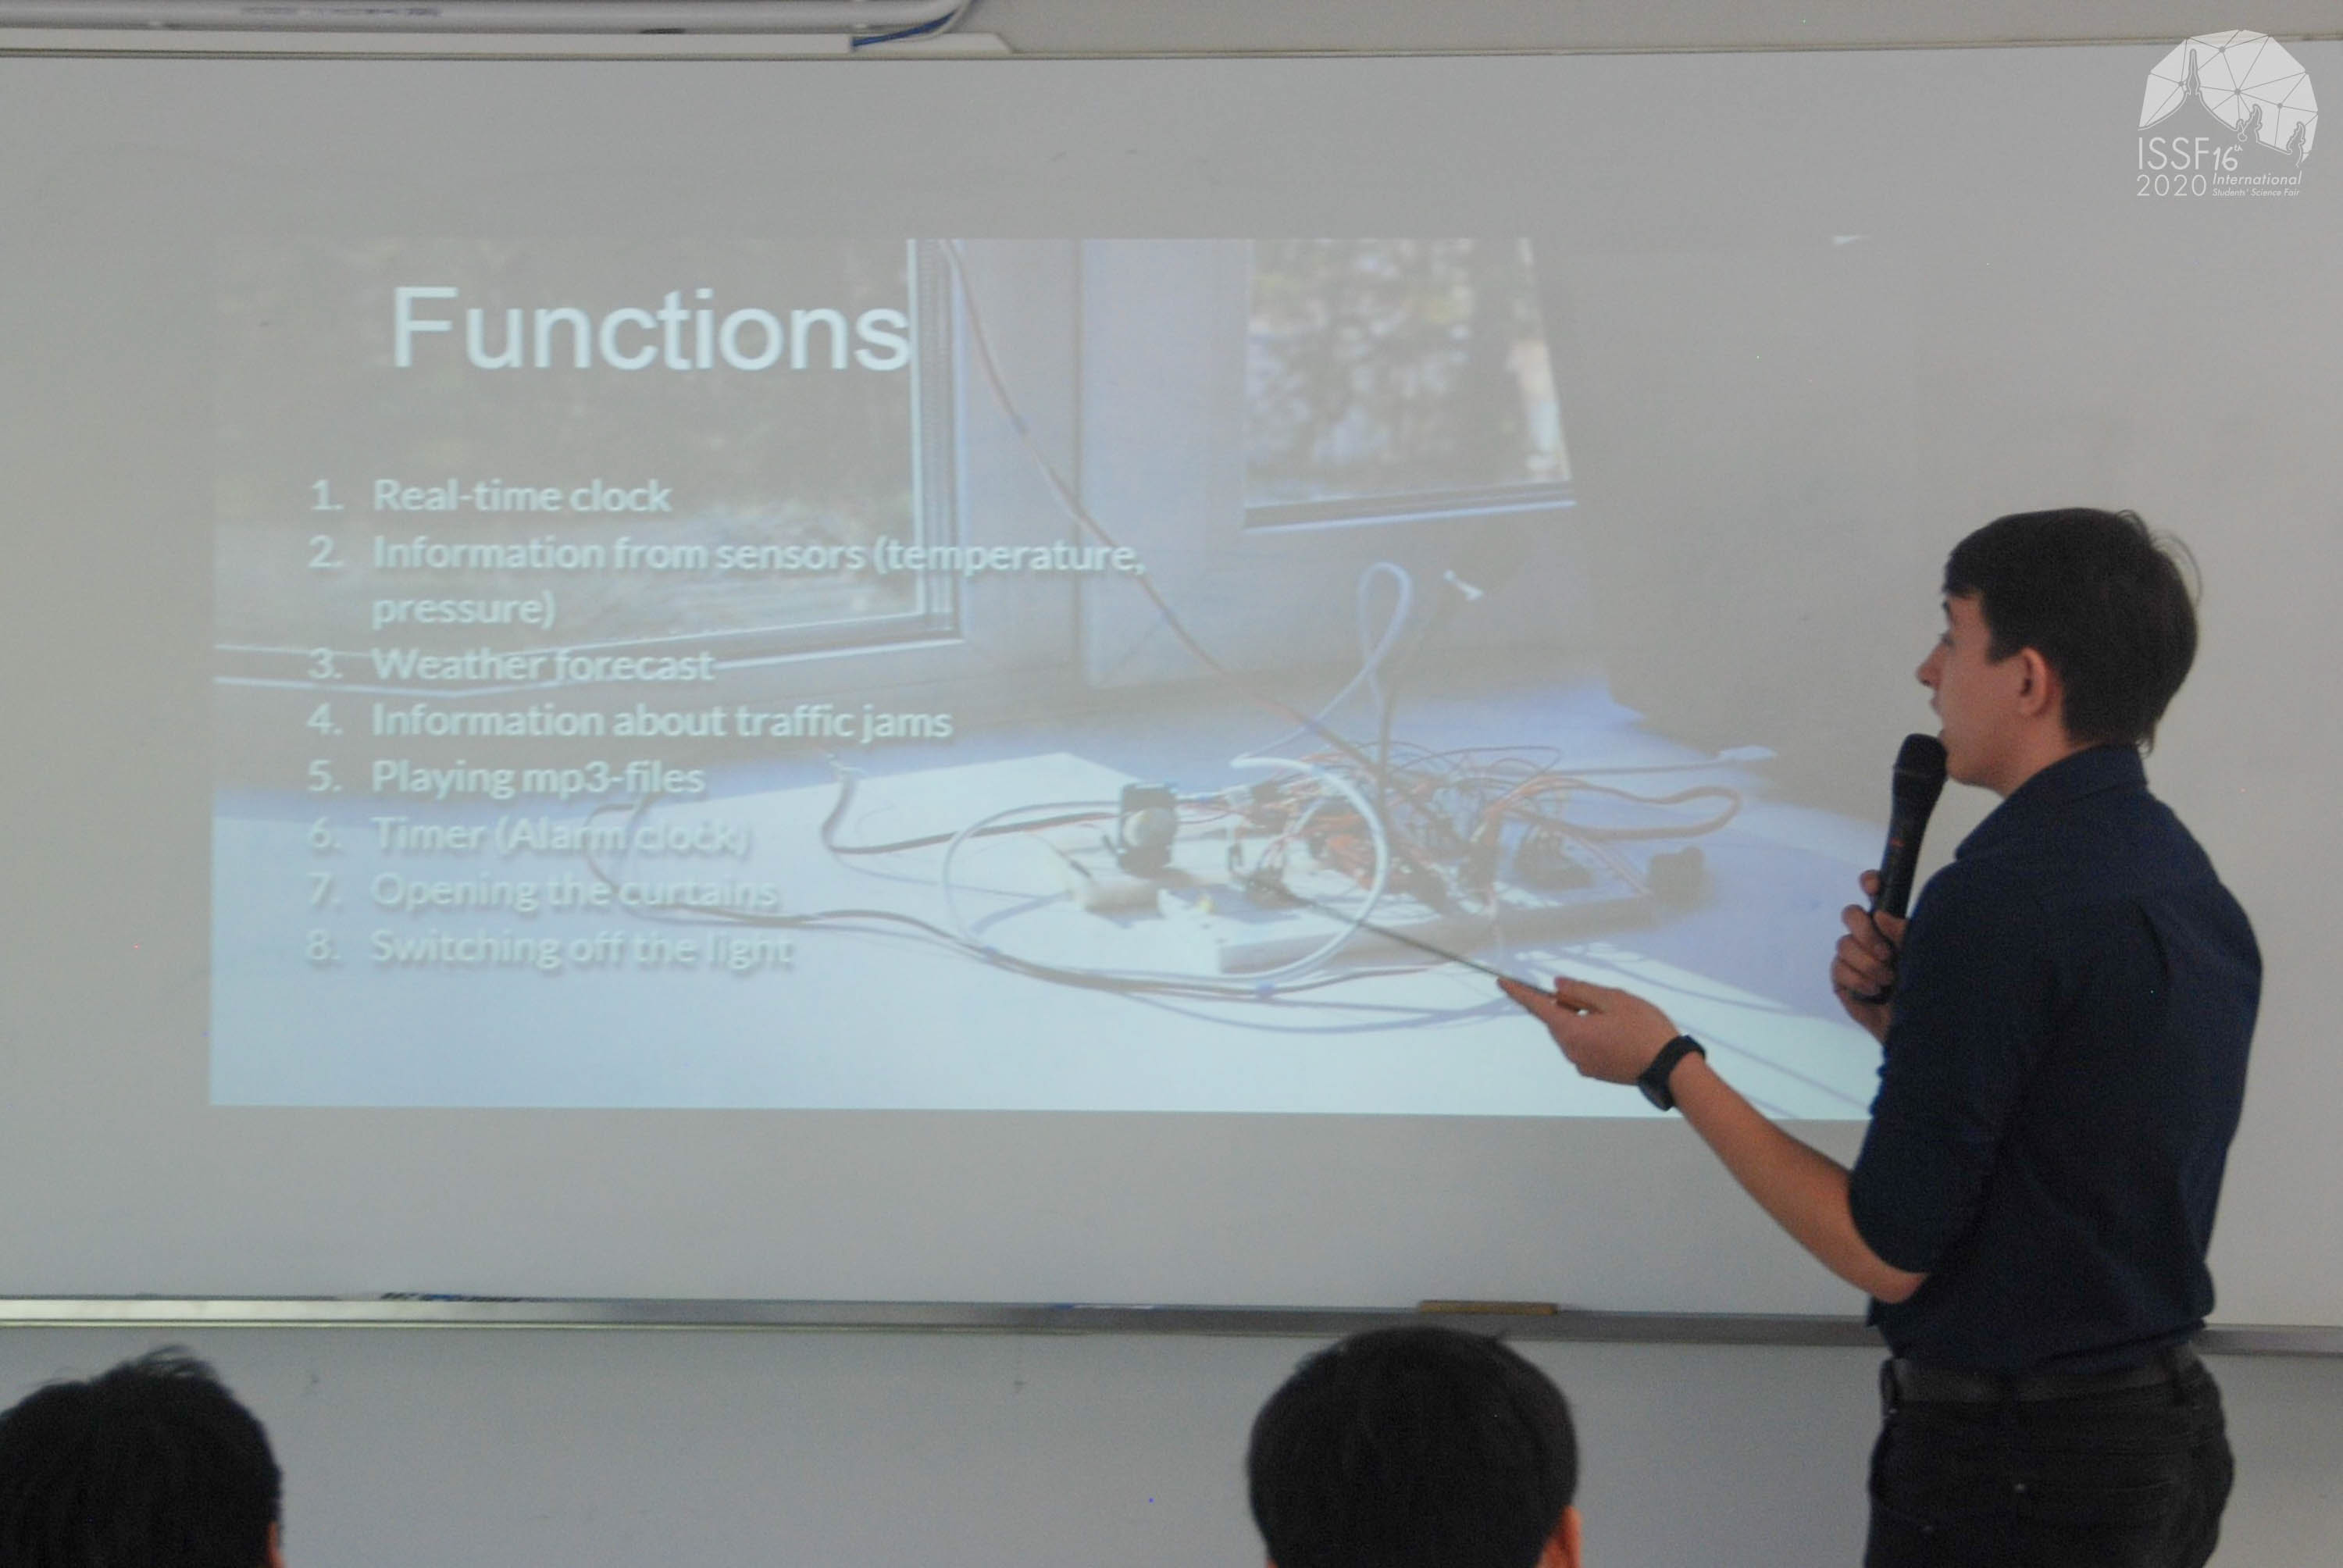 ISSF 16th
2020 International
Students' Science Fair
Functions
1. Real-time clock
2. Information from sensors (temperature,
pressure)
3. Weather forecast
4. Information about traffic jams
5. Playing mp3-files
6. Timer (Alarm clock)
7. Opening the curtains
8. Switching off the light